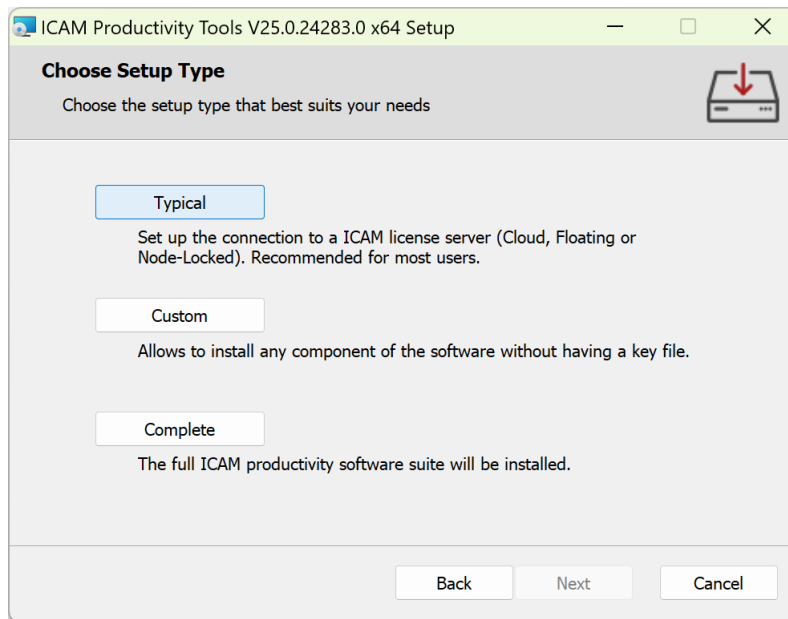 ICAM Productivity Tools V25.0.24283.0 x64 Setup
Choose Setup Type
Choose the setup type that best suits your needs
Typical
Set up the connection to a ICAM license server (Cloud, Floating or
Node-Locked). Recommended for most users.
Custom
Allows to install any component of the software without having a key file.
Complete
The full ICAM productivity software suite will be installed.
Back Next Cancel